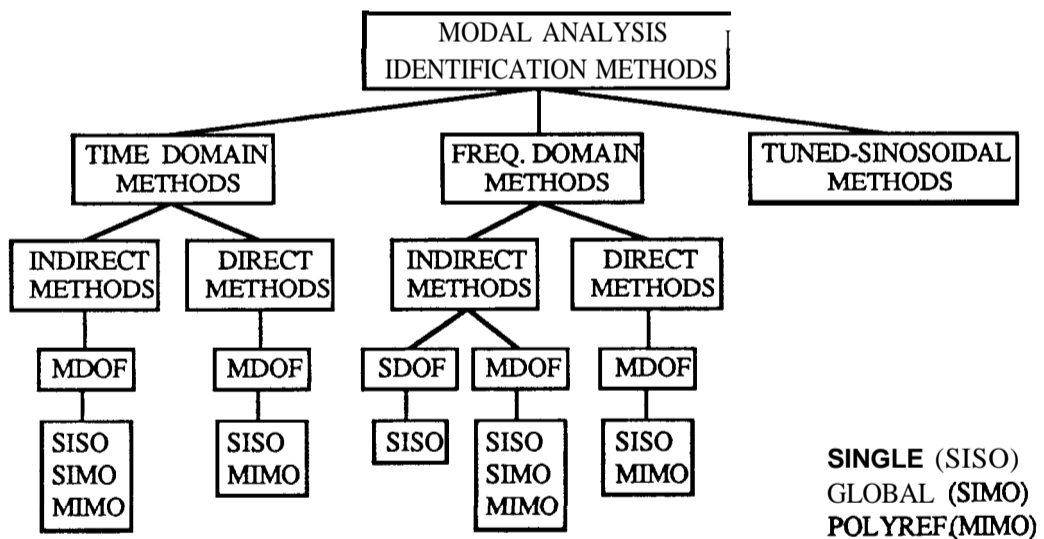 MODAL ANALYSIS
IDENTIFICATION METHODS
TIME DOMAIN
METHODS
FREQ. DOMAIN
METHODS
TUNED-SINOSOIDAL
METHODS
INDIRECT
METHODS
DIRECT
METHODS
INDIRECT
METHODS
DIRECT
METHODS
MDOF
MDOF
SDOF
MDOF
MDOF
SISO
SIMO
MIMO
SISO
MIMO
SISO
SISO
SIMO
MIMO
SISO
MIMO
SINGLE (SISO)
GLOBAL (SIMO)
POLYREF(MIMO)